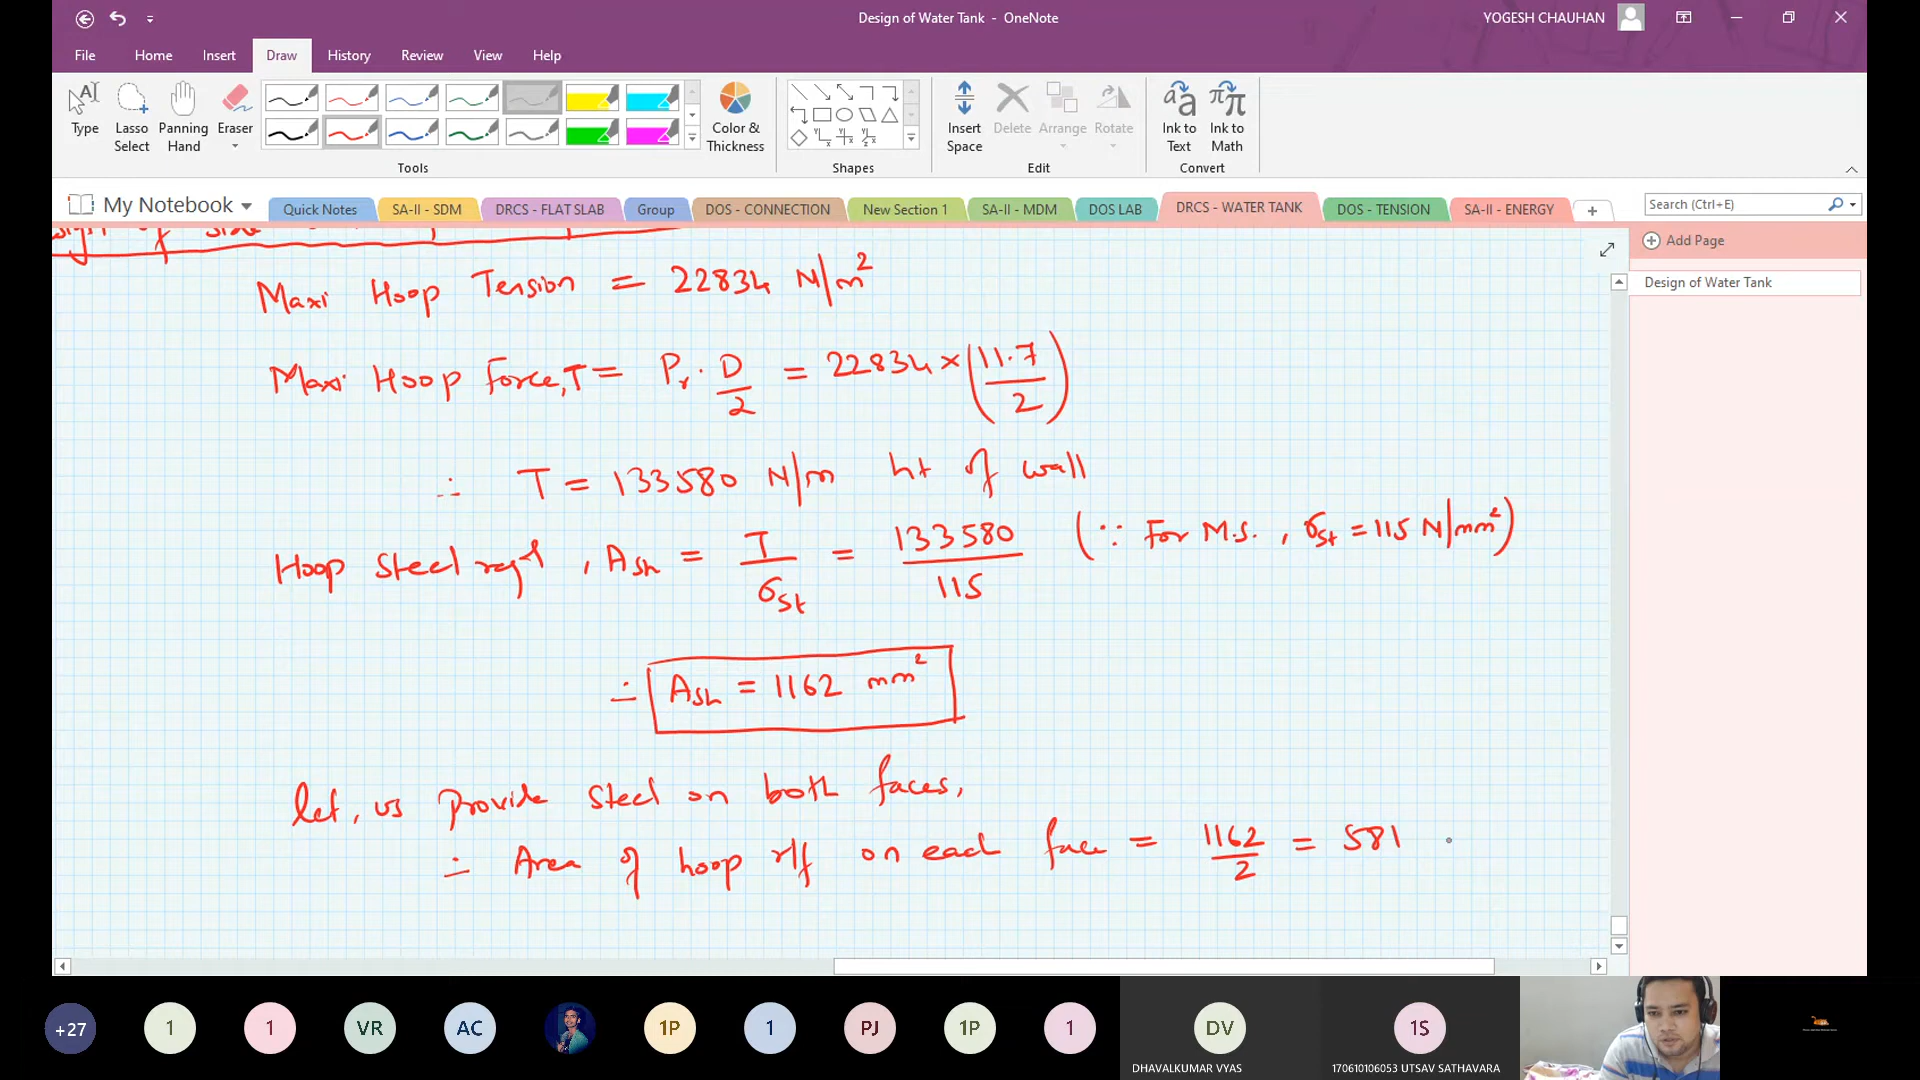 Design of Water Tank - OneNote
YOGESH CHAUHAN
File Home Insert Draw History Review View Help
Type
Lasso Select
Panning Hand
Eraser
Color & Thickness
Insert Space
Delete
Arrange
Rotate
Ink to Text
Ink to Math
Tools Shapes Edit Convert
My Notebook
Quick Notes SA-II - SDM DRCS - FLAT SLAB Group DOS - CONNECTION New Section 1 SA-II - MDM DOS LAB DRCS - WATER TANK DOS - TENSION SA-II - ENERGY
Search (Ctrl+E)
Add Page
Design of Water Tank
Maxi Hoop Tension = 22834 N/m²
Maxi Hoop Force, T = Pr · D/2 = 22834 × (11.7/2)
∴ T = 133580 N/m ht of wall
Hoop Steel reqd, Ash = T/σst = 133580/115 (∵ For M.S., σst = 115 N/mm²)
∴ Ash = 1162 mm²
let, us Provide Steel on both faces,
∴ Area of hoop r/f on each face = 1162/2 = 581
+27 1 1 VR AC 1P 1 PJ 1P 1 DV 1S
DHAVALKUMAR VYAS
170610106053 UTSAV SATHAVARA